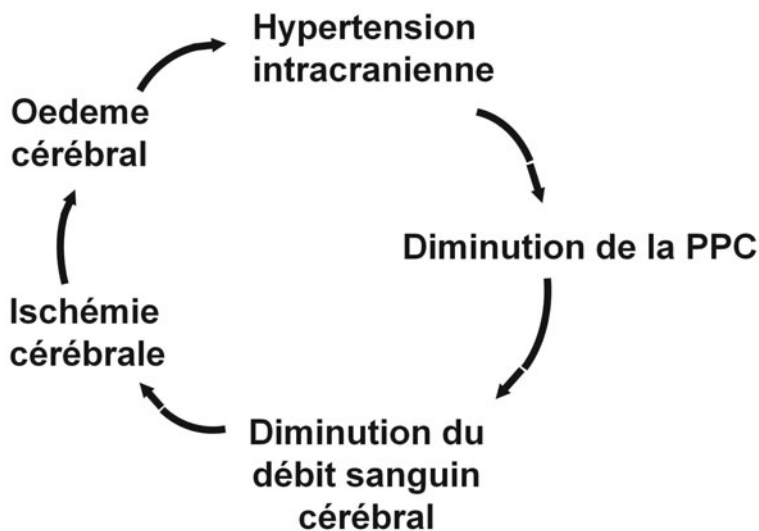 Hypertension
intracranienne
Oedeme
cérébral
Diminution de la PPC
Ischémie
cérébrale
Diminution du
débit sanguin
cérébral